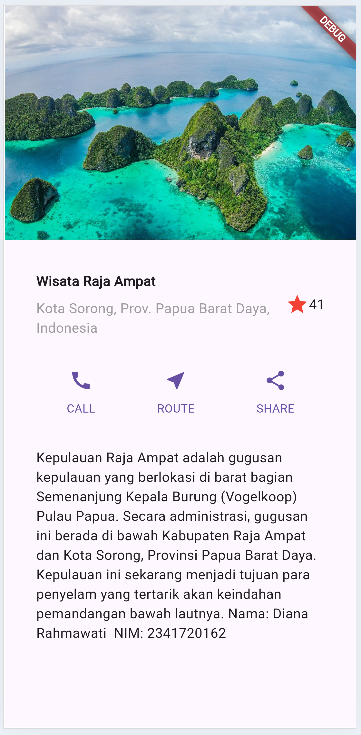 DEBUG
Wisata Raja Ampat
Kota Sorong, Prov. Papua Barat Daya,
Indonesia
41
CALL
ROUTE
SHARE
Kepulauan Raja Ampat adalah gugusan
kepulauan yang berlokasi di barat bagian
Semenanjung Kepala Burung (Vogelkoop)
Pulau Papua. Secara administrasi, gugusan
ini berada di bawah Kabupaten Raja Ampat
dan Kota Sorong, Provinsi Papua Barat Daya.
Kepulauan ini sekarang menjadi tujuan para
penyelam yang tertarik akan keindahan
pemandangan bawah lautnya. Nama: Diana
Rahmawati  NIM: 2341720162